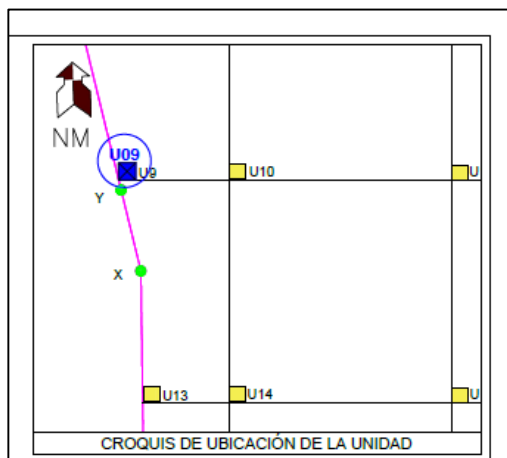 NM
U09
U9
U10
U
Y
X
U13
U14
U
CROQUIS DE UBICACIÓN DE LA UNIDAD